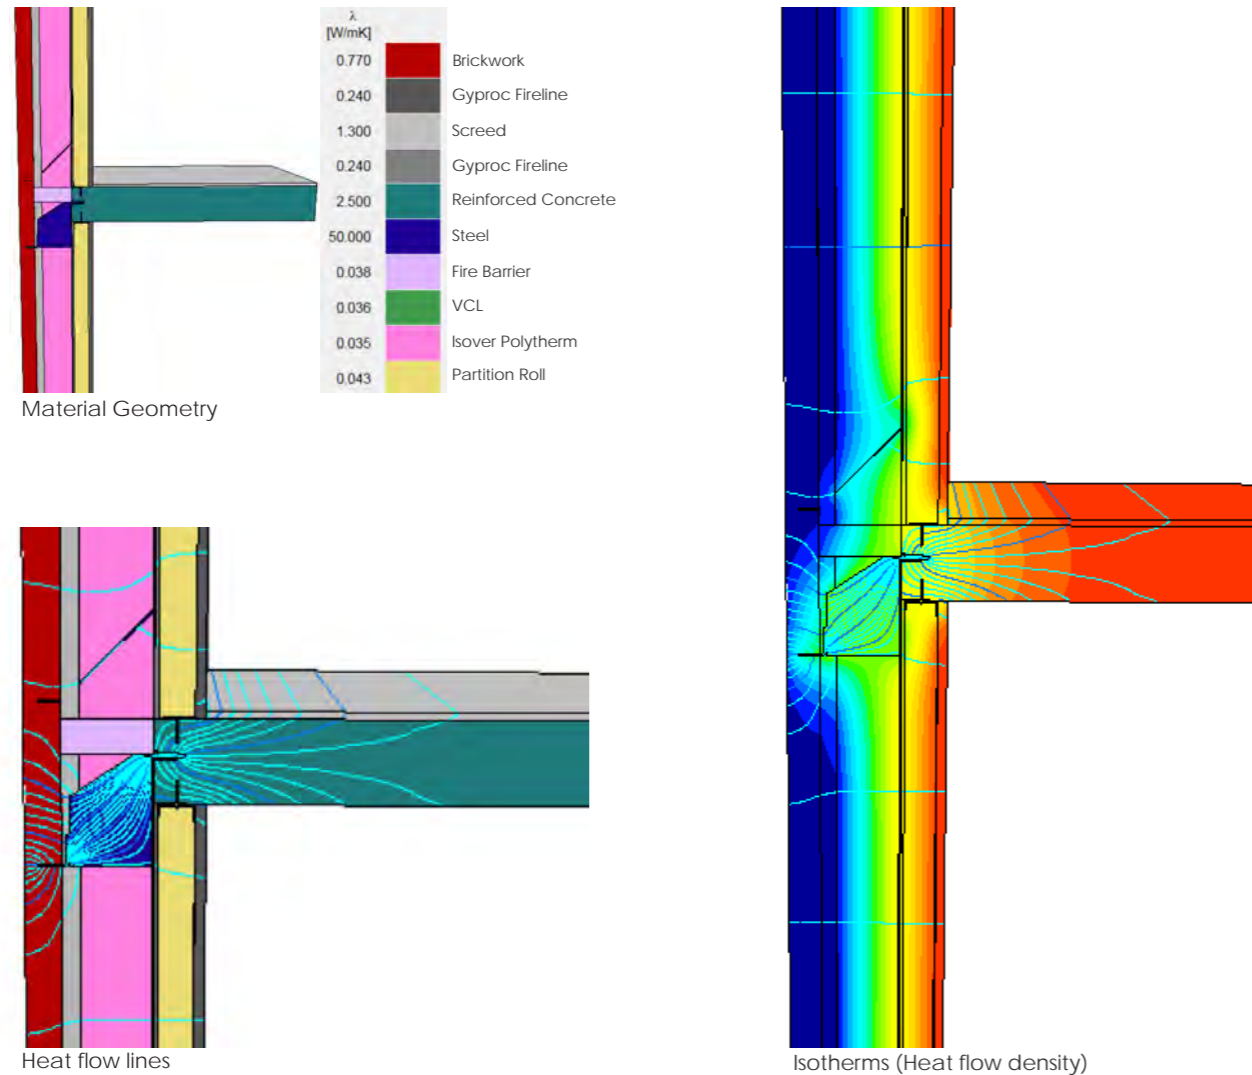 λ
[W/mK]
0.770 Brickwork
0.240 Gyproc Fireline
1.300 Screed
0.240 Gyproc Fireline
2.500 Reinforced Concrete
50.000 Steel
0.038 Fire Barrier
0.036 VCL
0.035 Isover Polytherm
0.043 Partition Roll
Material Geometry
Heat flow lines
Isotherms (Heat flow density)